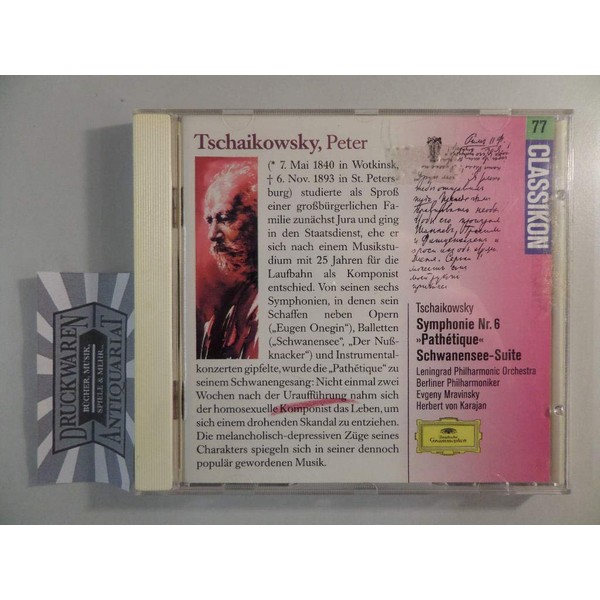 Tschaikowsky, Peter
(* 7. Mai 1840 in Wotkinsk,
† 6. Nov. 1893 in St. Peters-
burg) studierte als Sproß
einer großbürgerlichen Fa-
milie zunächst Jura und ging
in den Staatsdienst, ehe er
sich nach einem Musikstu-
dium mit 25 Jahren für die
Laufbahn als Komponist
entschied. Von seinen sechs
Symphonien, in denen sein
Schaffen neben Opern
(„Eugen Onegin“), Balletten
(„Schwanensee“, „Der Nuß-
knacker“) und Instrumental-
konzerten gipfelte, wurde die „Pathétique“ zu
seinem Schwanengesang: Nicht einmal zwei
Wochen nach der Uraufführung nahm sich
der homosexuelle Komponist das Leben, um
sich einem drohenden Skandal zu entziehen.
Die melancholisch-depressiven Züge seines
Charakters spiegeln sich in seiner dennoch
populär gewordenen Musik.
77
CLASSIKON
Tschaikowsky
Symphonie Nr. 6
»Pathétique«
Schwanensee-Suite
Leningrad Philharmonic Orchestra
Berliner Philharmoniker
Evgeny Mravinsky
Herbert von Karajan
Deutsche
Grammophon
DRUCKWAREN
BÜCHER, MUSIK,
SPIELE & MEHR...
ANTIQUARIAT